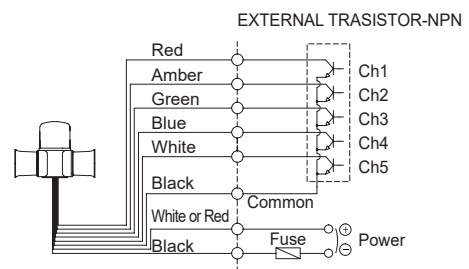 EXTERNAL TRASISTOR-NPN
Red
Ch1
Amber
Ch2
Green
Ch3
Blue
Ch4
White
Ch5
Black
Common
White or Red
Fuse
⊕
Power
Black
⊖